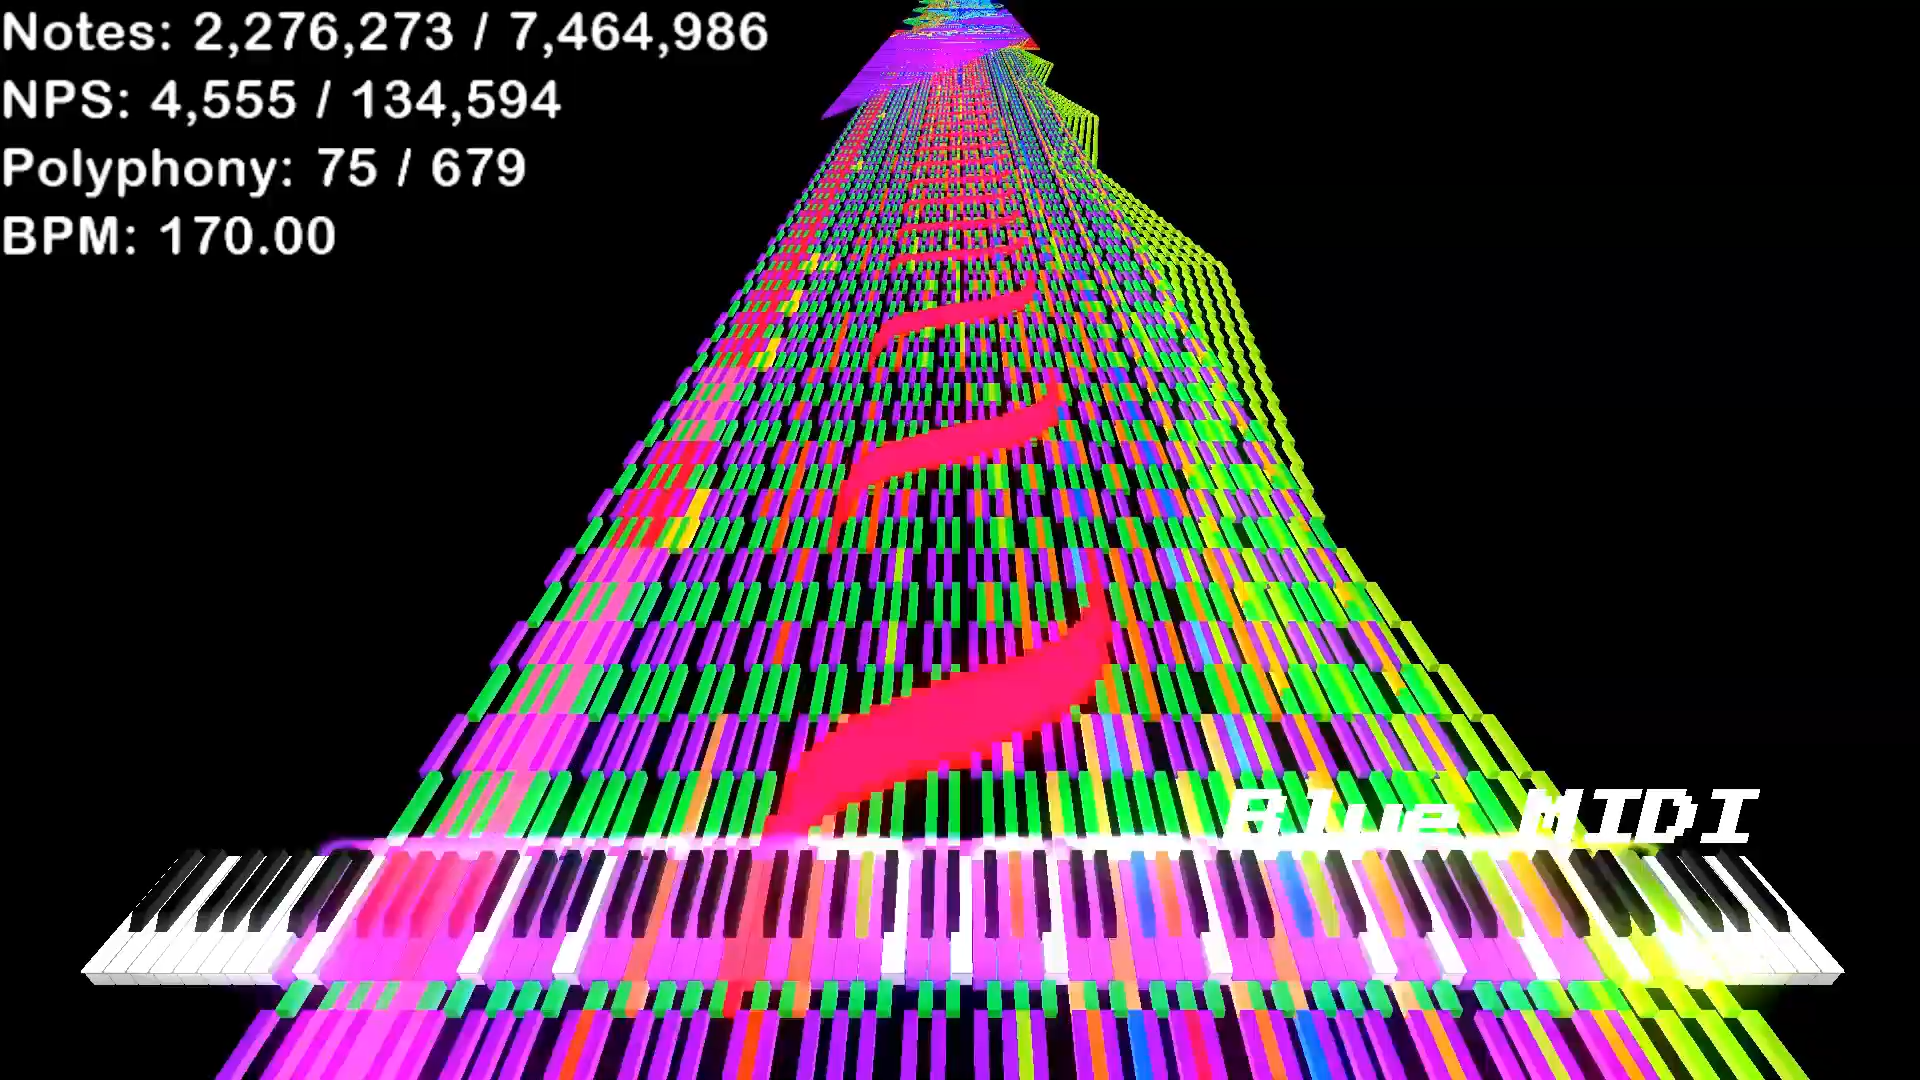 Notes: 2,276,273 / 7,464,986
NPS: 4,555 / 134,594
Polyphony: 75 / 679
BPM: 170.00
Blue MIDI